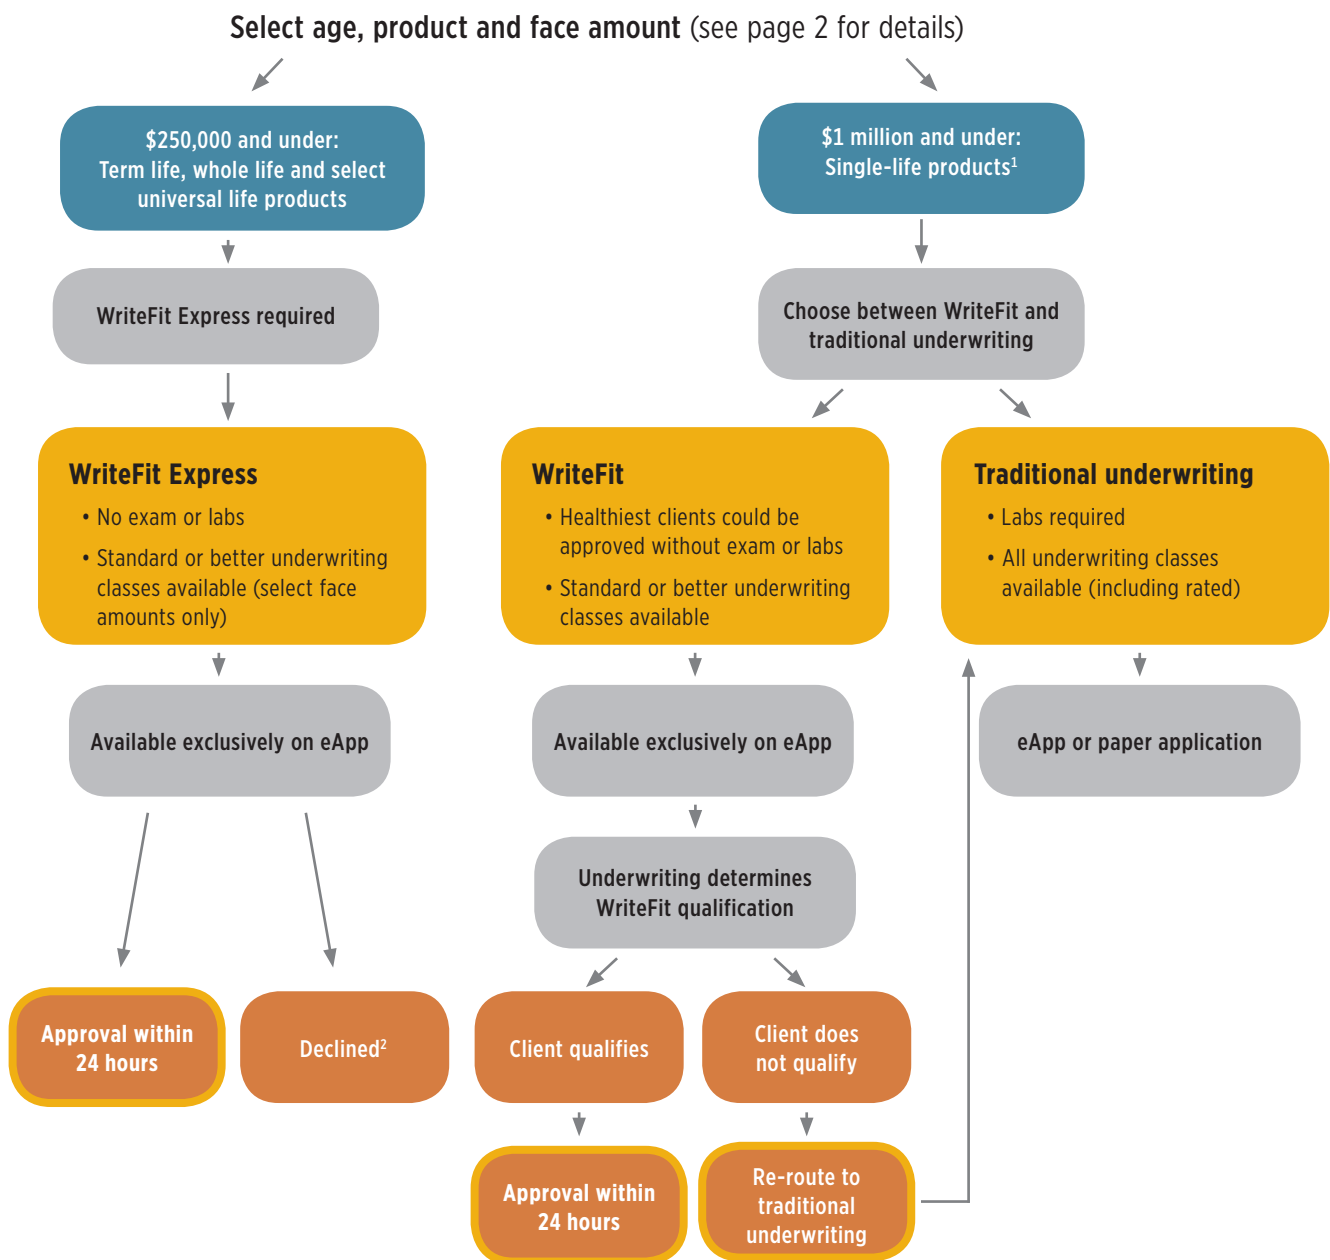 Select age, product and face amount (see page 2 for details)
$250,000 and under:
Term life, whole life and select
universal life products
$1 million and under:
Single-life products¹
WriteFit Express required
Choose between WriteFit and
traditional underwriting
WriteFit Express
• No exam or labs
• Standard or better underwriting
classes available (select face
amounts only)
WriteFit
• Healthiest clients could be
approved without exam or labs
• Standard or better underwriting
classes available
Traditional underwriting
• Labs required
• All underwriting classes
available (including rated)
Available exclusively on eApp
Available exclusively on eApp
eApp or paper application
Underwriting determines
WriteFit qualification
Approval within
24 hours
Declined²
Client qualifies
Client does
not qualify
Approval within
24 hours
Re-route to
traditional
underwriting